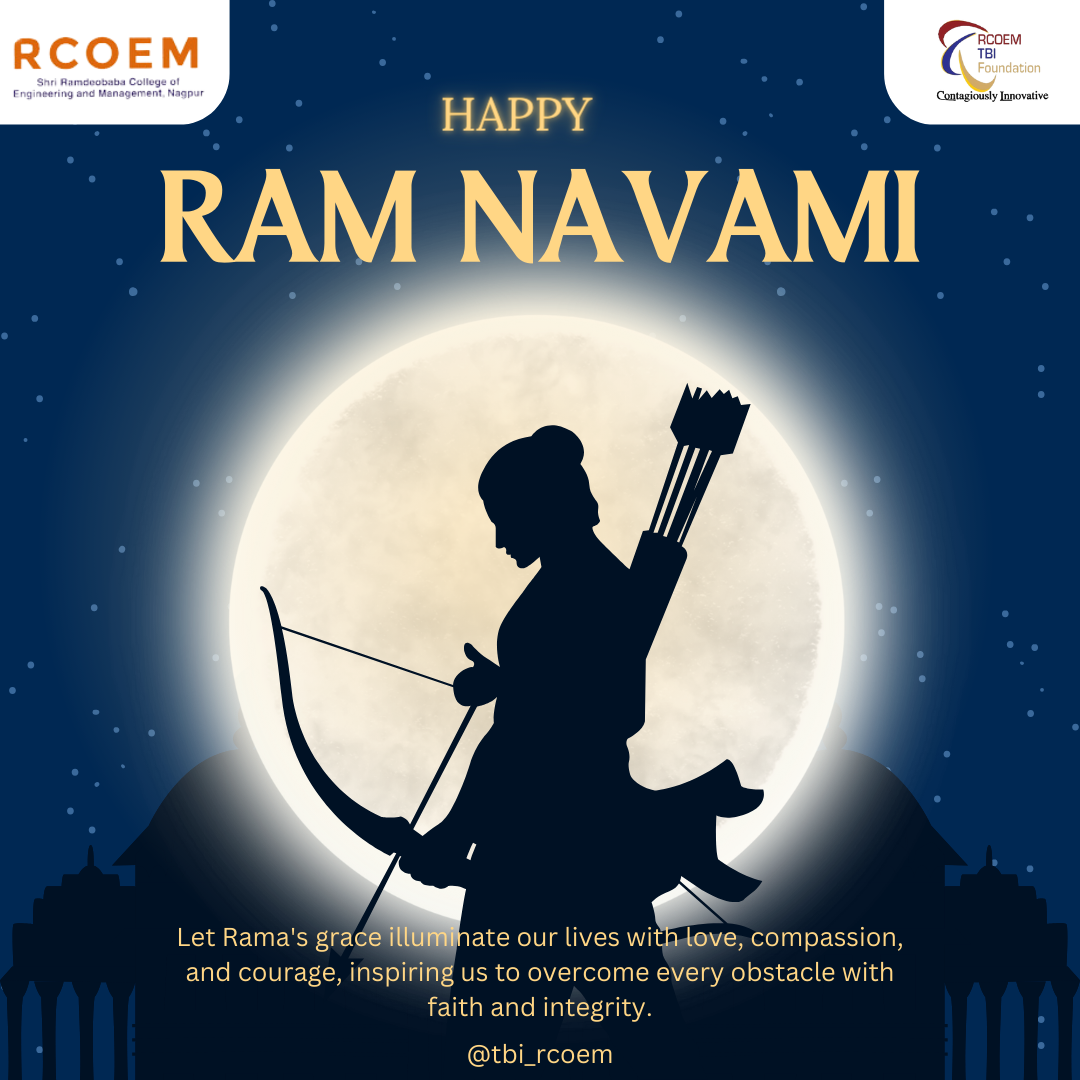 RCOEM
Shri Ramdeobaba College of
Engineering and Management, Nagpur
RCOEM
TBI
Foundation
Contagiously Innovative
HAPPY
RAM NAVAMI
Let Rama's grace illuminate our lives with love, compassion,
and courage, inspiring us to overcome every obstacle with
faith and integrity.
@tbi_rcoem